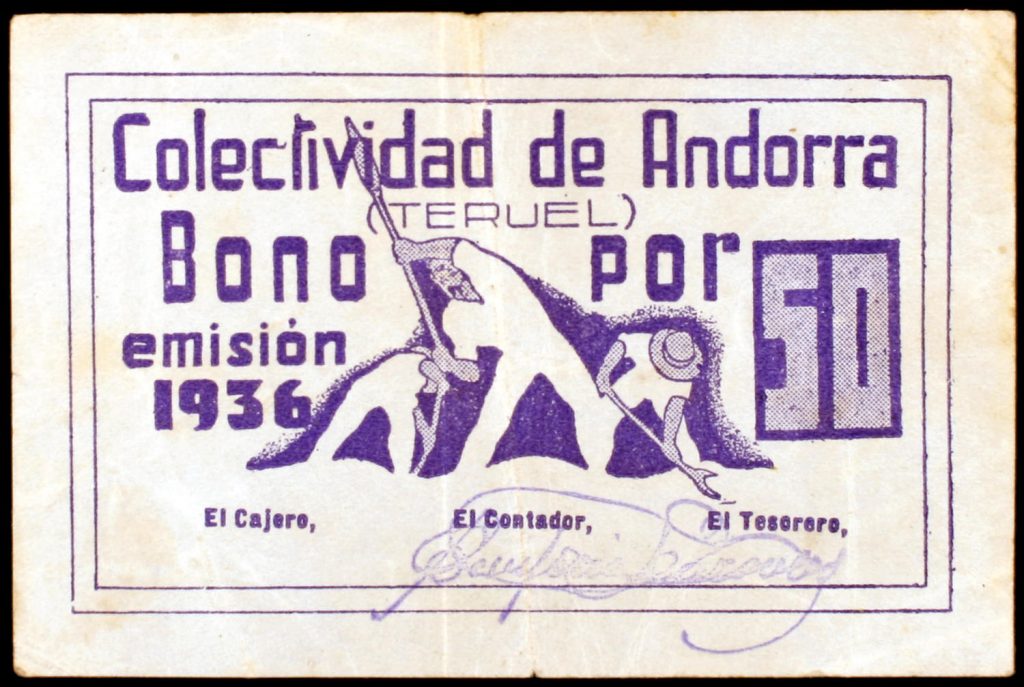 Colectividad de Andorra
(TERUEL)
Bono por 50
emisión
1936
El Cajero, El Contador, El Tesorero,